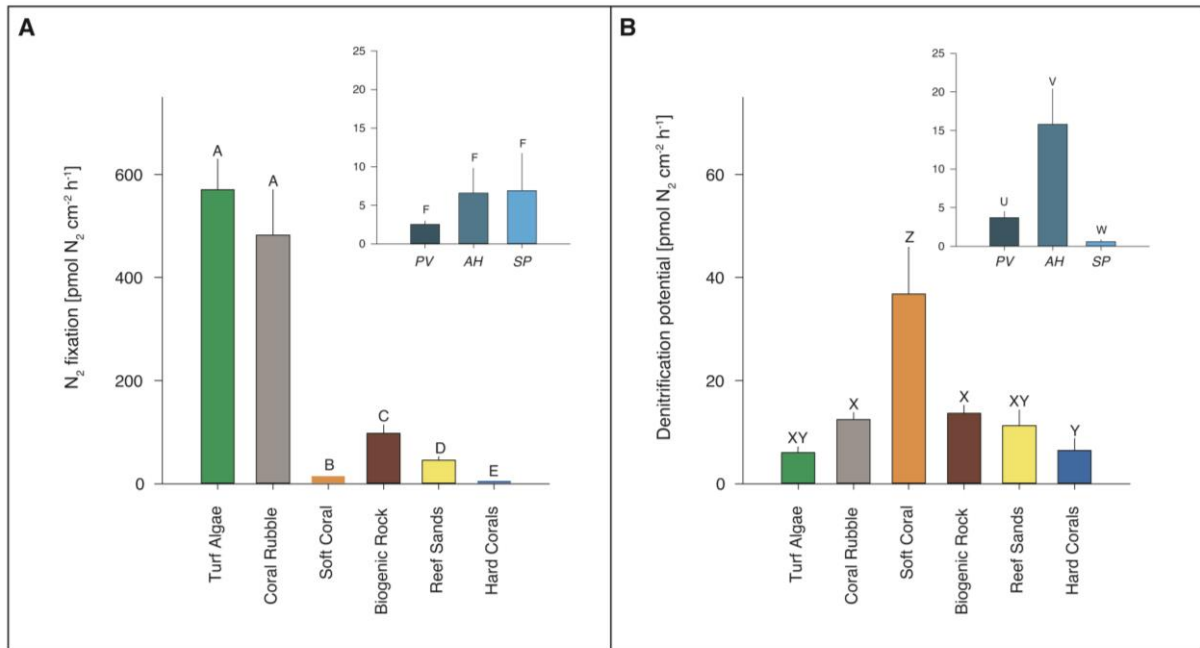 A
N₂ fixation [pmol N₂ cm⁻² h⁻¹]
600
400
200
0
A
A
B
C
D
E
Turf Algae
Coral Rubble
Soft Coral
Biogenic Rock
Reef Sands
Hard Corals
25
20
15
10
5
0
F
F
F
PV
AH
SP
B
Denitrification potential [pmol N₂ cm⁻² h⁻¹]
60
40
20
0
XY
X
Z
X
XY
Y
Turf Algae
Coral Rubble
Soft Coral
Biogenic Rock
Reef Sands
Hard Corals
25
20
15
10
5
0
U
V
W
PV
AH
SP